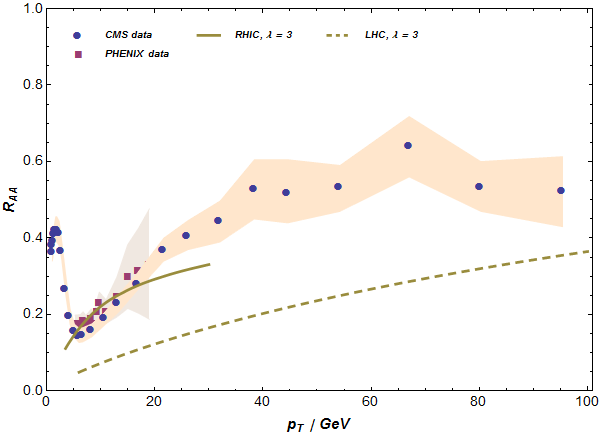 1.0
CMS data RHIC, λ = 3 LHC, λ = 3
PHENIX data
0.8
0.6
R_AA
0.4
0.2
0.0
0 20 40 60 80 100
p_T / GeV